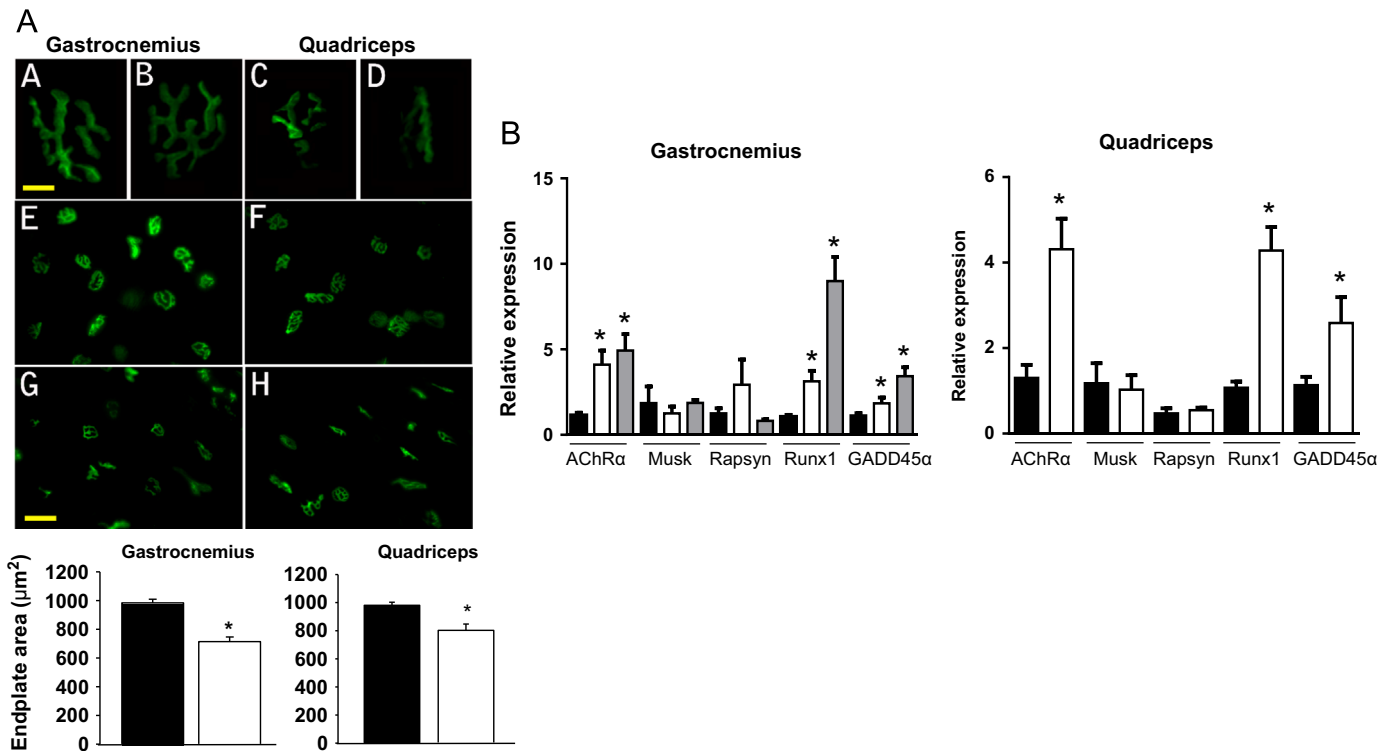 A
Gastrocnemius Quadriceps
A B C D
E F
G H
Gastrocnemius Quadriceps
Endplate area (µm²)
1200
1000
800
600
400
200
0
1200
1000
800
600
400
200
0
*
*
B
Gastrocnemius
Relative expression
15
10
5
0
* * * * * *
AChRα Musk Rapsyn Runx1 GADD45α
Quadriceps
Relative expression
6
4
2
0
* * *
AChRα Musk Rapsyn Runx1 GADD45α